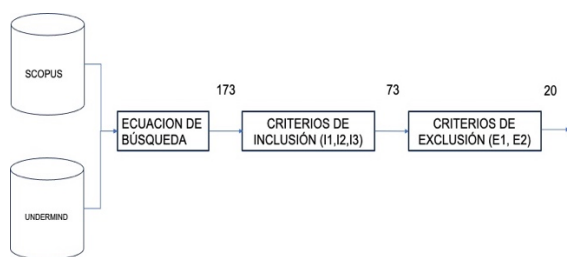 SCOPUS
173
73
20
ECUACION DE
BÚSQUEDA
CRITERIOS DE
INCLUSIÓN (I1,I2,I3)
CRITERIOS DE
EXCLUSIÓN (E1, E2)
UNDERMIND